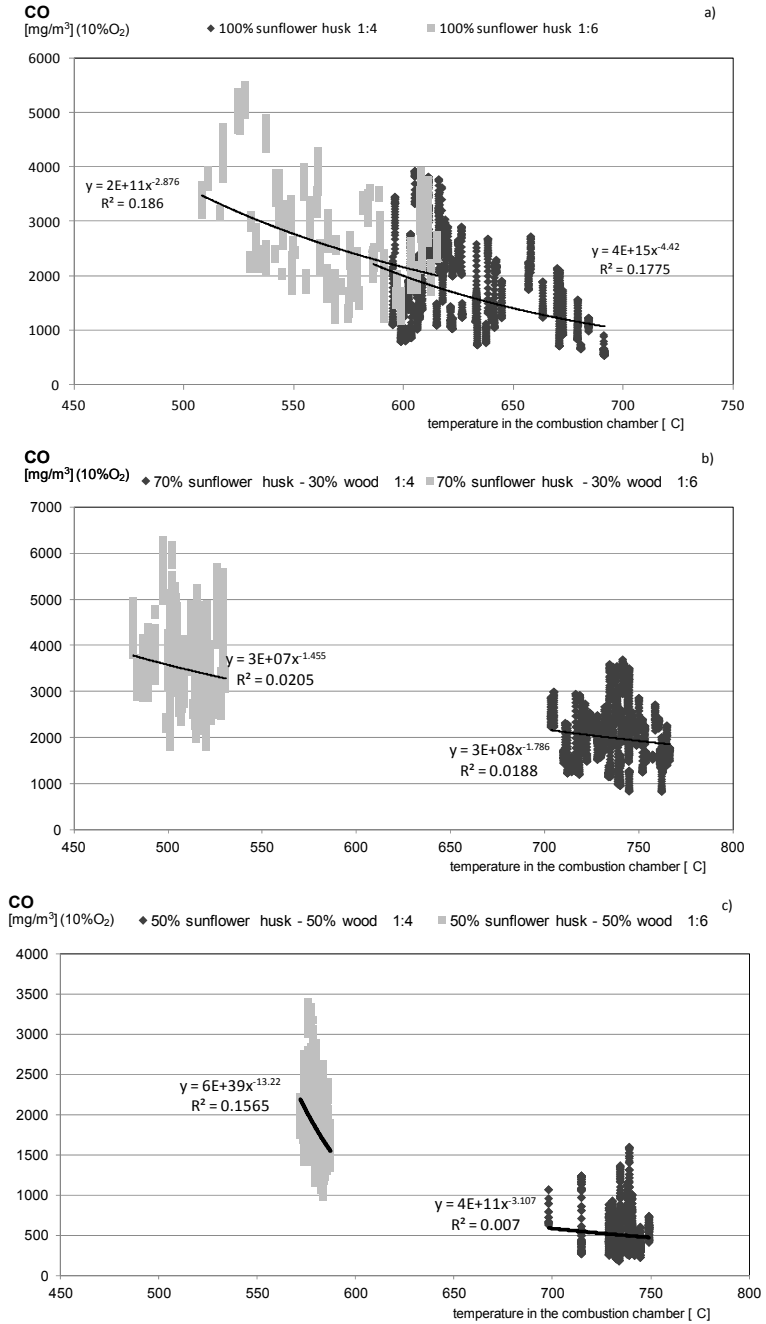 CO
[mg/m³] (10%O₂)
100% sunflower husk 1:4
100% sunflower husk 1:6
a)
6000
5000
y = 2E+11x^-2.876
R² = 0.186
4000
3000
y = 4E+15x^-4.42
R² = 0.1775
2000
1000
0
450 500 550 600 650 700 750
temperature in the combustion chamber [ C]
CO
[mg/m³] (10%O₂)
70% sunflower husk - 30% wood 1:4
70% sunflower husk - 30% wood 1:6
b)
7000
6000
5000
4000
y = 3E+07x^-1.455
R² = 0.0205
3000
2000
y = 3E+08x^-1.786
R² = 0.0188
1000
0
450 500 550 600 650 700 750 800
temperature in the combustion chamber [ C]
CO
[mg/m³] (10%O₂)
50% sunflower husk - 50% wood 1:4
50% sunflower husk - 50% wood 1:6
c)
4000
3500
3000
2500
y = 6E+39x^-13.22
R² = 0.1565
2000
1500
1000
y = 4E+11x^-3.107
R² = 0.007
500
0
450 500 550 600 650 700 750 800
temperature in the combustion chamber [ C]